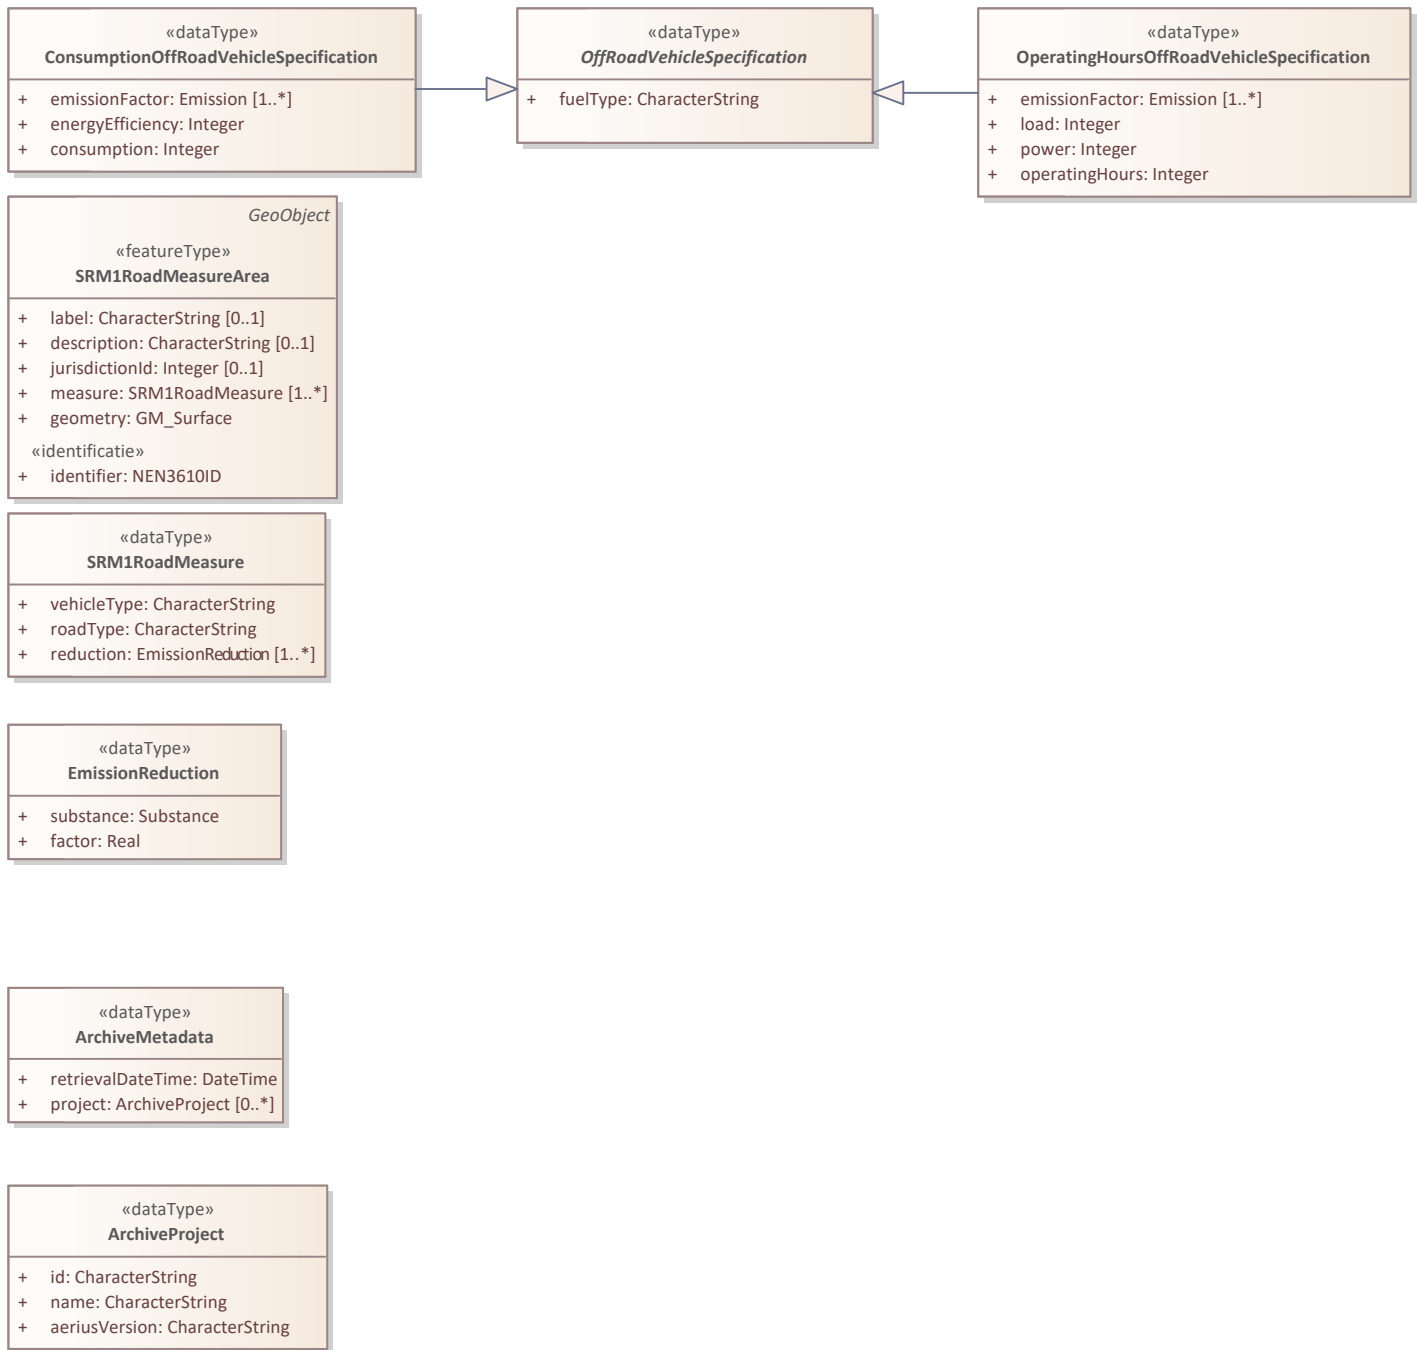 «dataType»
ConsumptionOffRoadVehicleSpecification
+ emissionFactor: Emission [1..*]
+ energyEfficiency: Integer
+ consumption: Integer
«dataType»
OffRoadVehicleSpecification
+ fuelType: CharacterString
«dataType»
OperatingHoursOffRoadVehicleSpecification
+ emissionFactor: Emission [1..*]
+ load: Integer
+ power: Integer
+ operatingHours: Integer
GeoObject
«featureType»
SRM1RoadMeasureArea
+ label: CharacterString [0..1]
+ description: CharacterString [0..1]
+ jurisdictionId: Integer [0..1]
+ measure: SRM1RoadMeasure [1..*]
+ geometry: GM_Surface
«identificatie»
+ identifier: NEN3610ID
«dataType»
SRM1RoadMeasure
+ vehicleType: CharacterString
+ roadType: CharacterString
+ reduction: EmissionReduction [1..*]
«dataType»
EmissionReduction
+ substance: Substance
+ factor: Real
«dataType»
ArchiveMetadata
+ retrievalDateTime: DateTime
+ project: ArchiveProject [0..*]
«dataType»
ArchiveProject
+ id: CharacterString
+ name: CharacterString
+ aeriusVersion: CharacterString